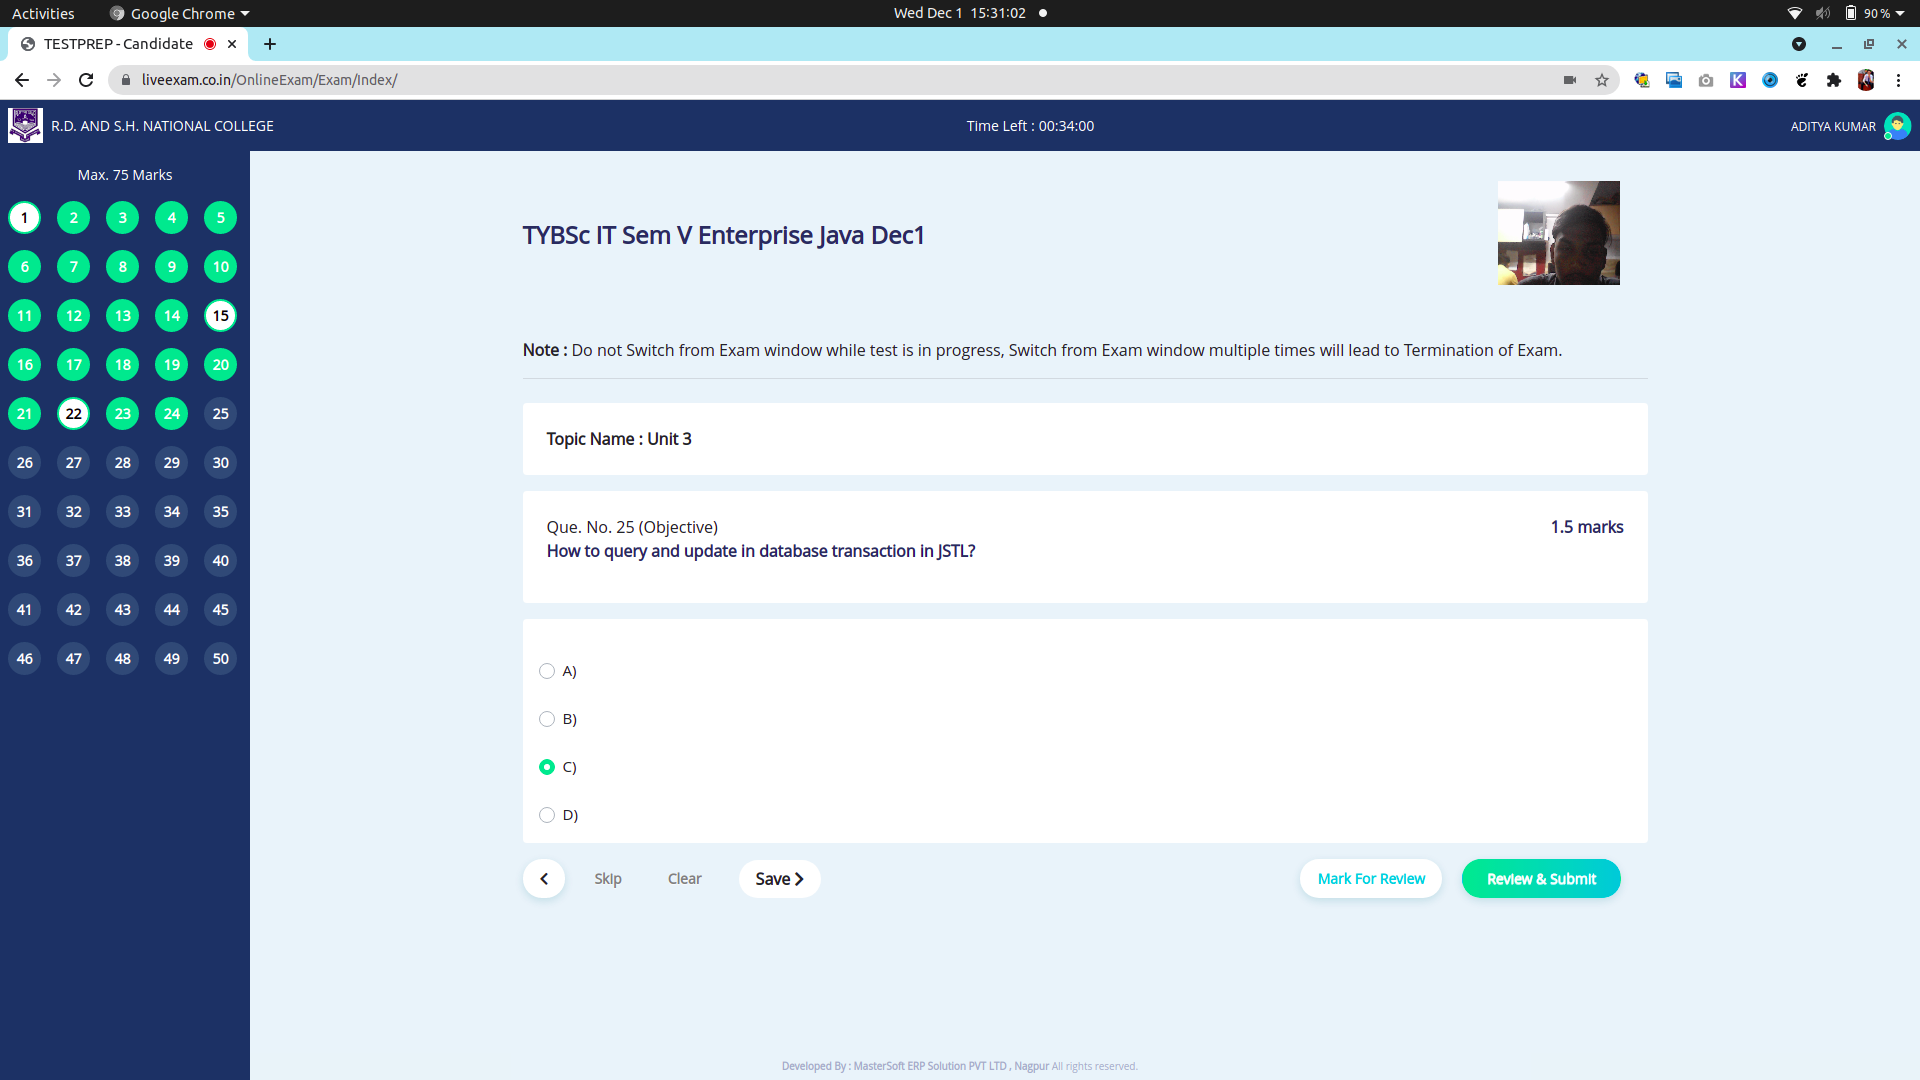 Activities
Google Chrome
Wed Dec 1 15:31:02
90 %
TESTPREP - Candidate
liveexam.co.in/OnlineExam/Exam/Index/
R.D. AND S.H. NATIONAL COLLEGE
Time Left : 00:34:00
ADITYA KUMAR
Max. 75 Marks
1 2 3 4 5
6 7 8 9 10
11 12 13 14 15
16 17 18 19 20
21 22 23 24 25
26 27 28 29 30
31 32 33 34 35
36 37 38 39 40
41 42 43 44 45
46 47 48 49 50
TYBSc IT Sem V Enterprise Java Dec1
Note : Do not Switch from Exam window while test is in progress, Switch from Exam window multiple times will lead to Termination of Exam.
Topic Name : Unit 3
Que. No. 25 (Objective)
1.5 marks
How to query and update in database transaction in JSTL?
A)
B)
C)
D)
Skip
Clear
Save
Mark For Review
Review & Submit
Developed By : MasterSoft ERP Solution PVT LTD , Nagpur All rights reserved.